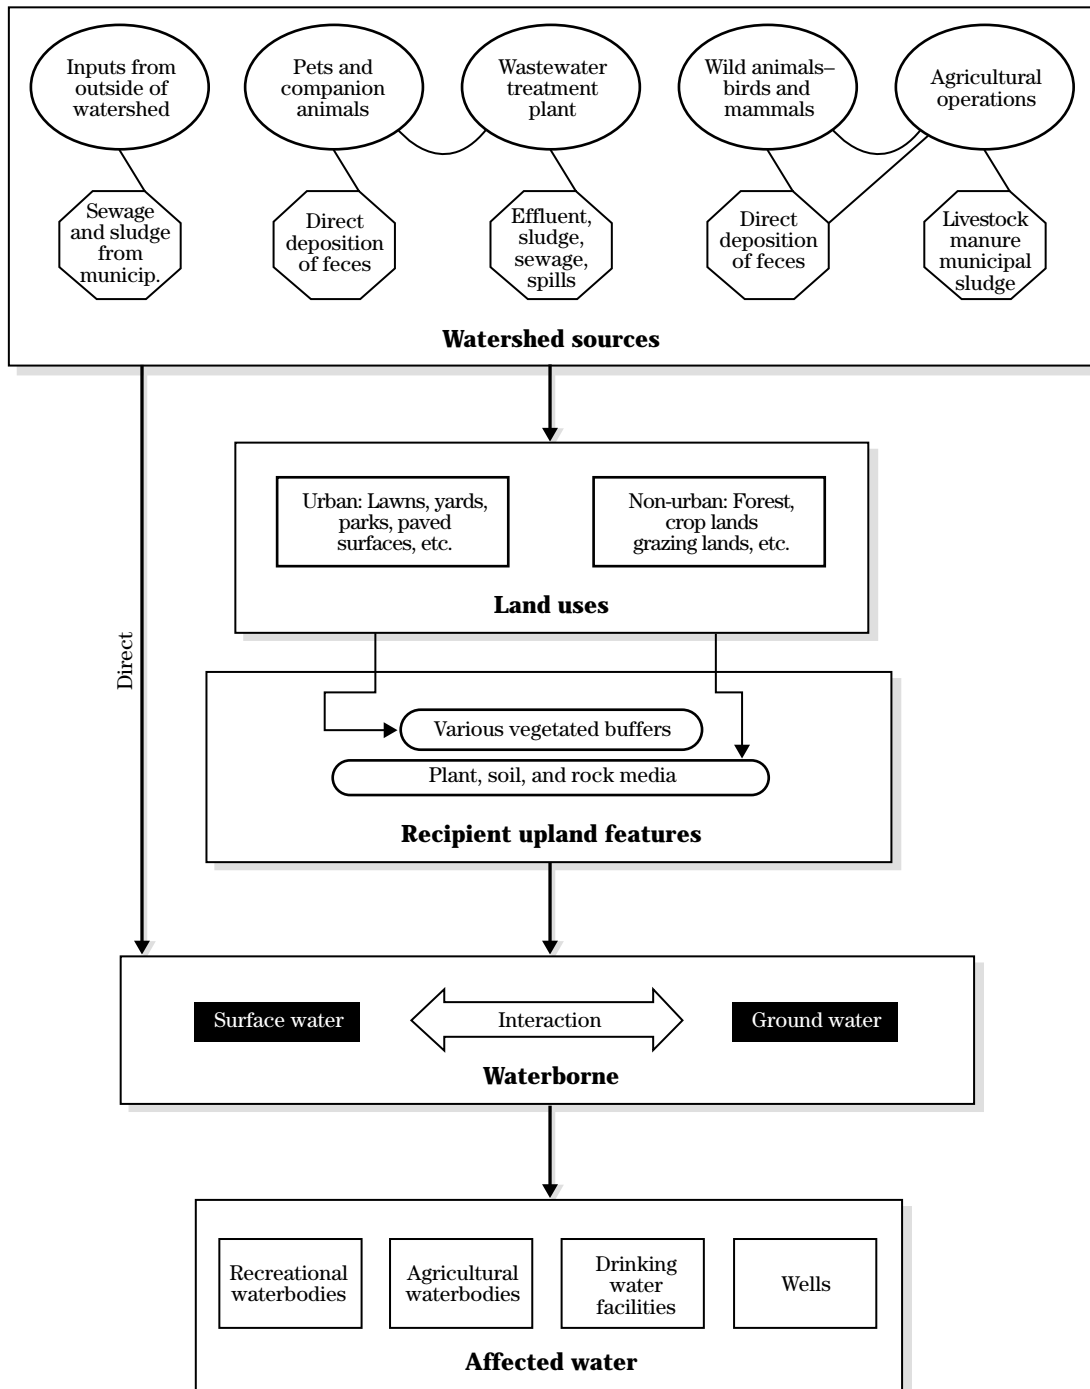 Inputs from
outside of
watershed
Pets and
companion
animals
Wastewater
treatment
plant
Wild animals–
birds and
mammals
Agricultural
operations
Sewage
and sludge
from
municip.
Direct
deposition
of feces
Effluent,
sludge,
sewage,
spills
Direct
deposition
of feces
Livestock
manure
municipal
sludge
Watershed sources
Urban: Lawns, yards,
parks, paved
surfaces, etc.
Non-urban: Forest,
crop lands
grazing lands, etc.
Land uses
Direct
Various vegetated buffers
Plant, soil, and rock media
Recipient upland features
Surface water
Interaction
Ground water
Waterborne
Recreational
waterbodies
Agricultural
waterbodies
Drinking
water
facilities
Wells
Affected water